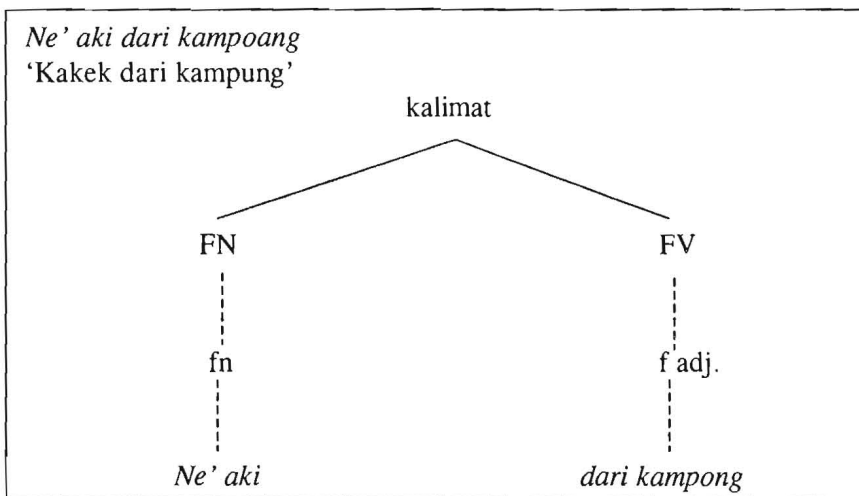 Ne’ aki dari kampoang
‘Kakek dari kampung’
kalimat
FN FV
fn f adj.
Ne’ aki dari kampong